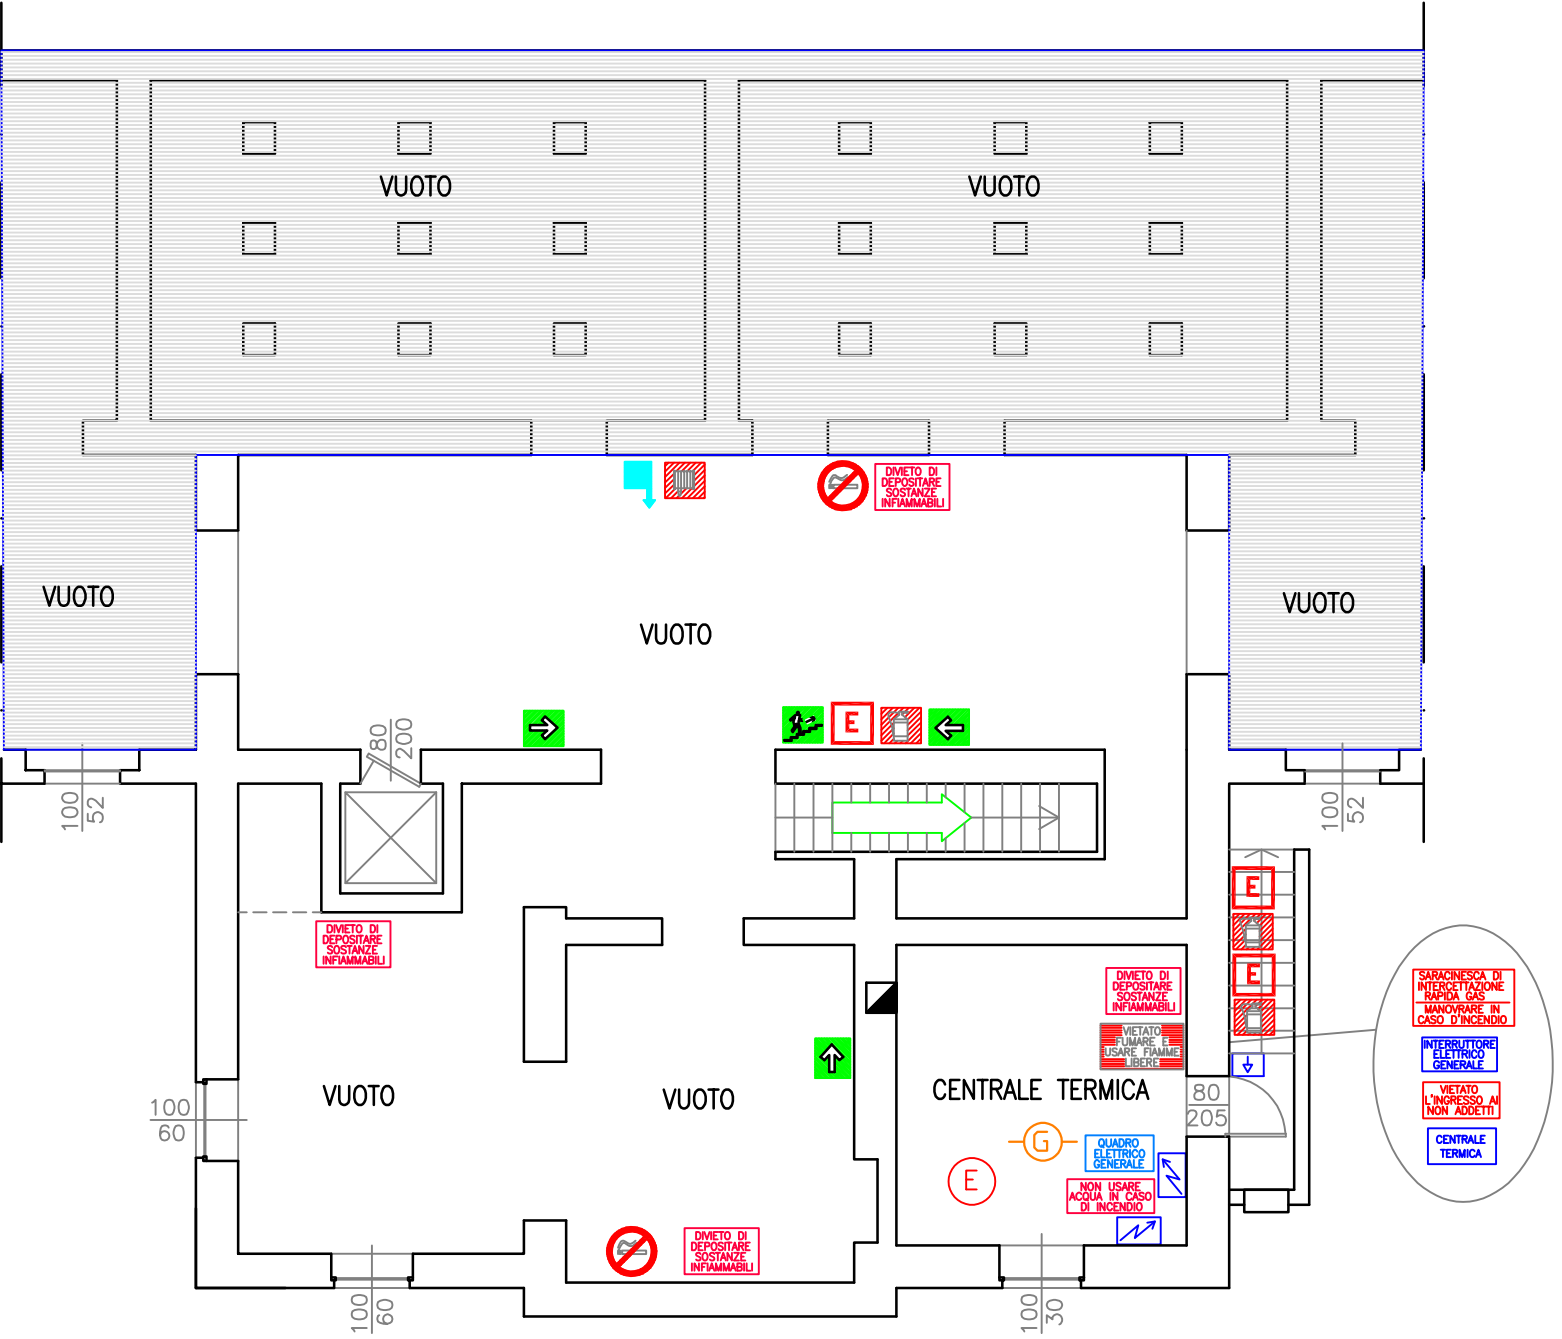 VUOTO
VUOTO
DIVIETO DI
DEPOSITARE
SOSTANZE
INFIAMMABILI
VUOTO
VUOTO
VUOTO
E
80
200
100
52
100
52
E
E
DIVIETO DI
DEPOSITARE
SOSTANZE
INFIAMMABILI
DIVIETO DI
DEPOSITARE
SOSTANZE
INFIAMMABILI
VIETATO
FUMARE E
USARE FIAMME
LIBERE
SARACINESCA DI
INTERCETTAZIONE
RAPIDA GAS
MANOVRARE IN
CASO D'INCENDIO
INTERRUTTORE
ELETTRICO
GENERALE
VIETATO
L'INGRESSO AI
NON ADDETTI
CENTRALE
TERMICA
VUOTO
VUOTO
CENTRALE TERMICA
80
205
100
60
G
QUADRO
ELETTRICO
GENERALE
E
NON USARE
ACQUA IN CASO
DI INCENDIO
DIVIETO DI
DEPOSITARE
SOSTANZE
INFIAMMABILI
100
60
100
30